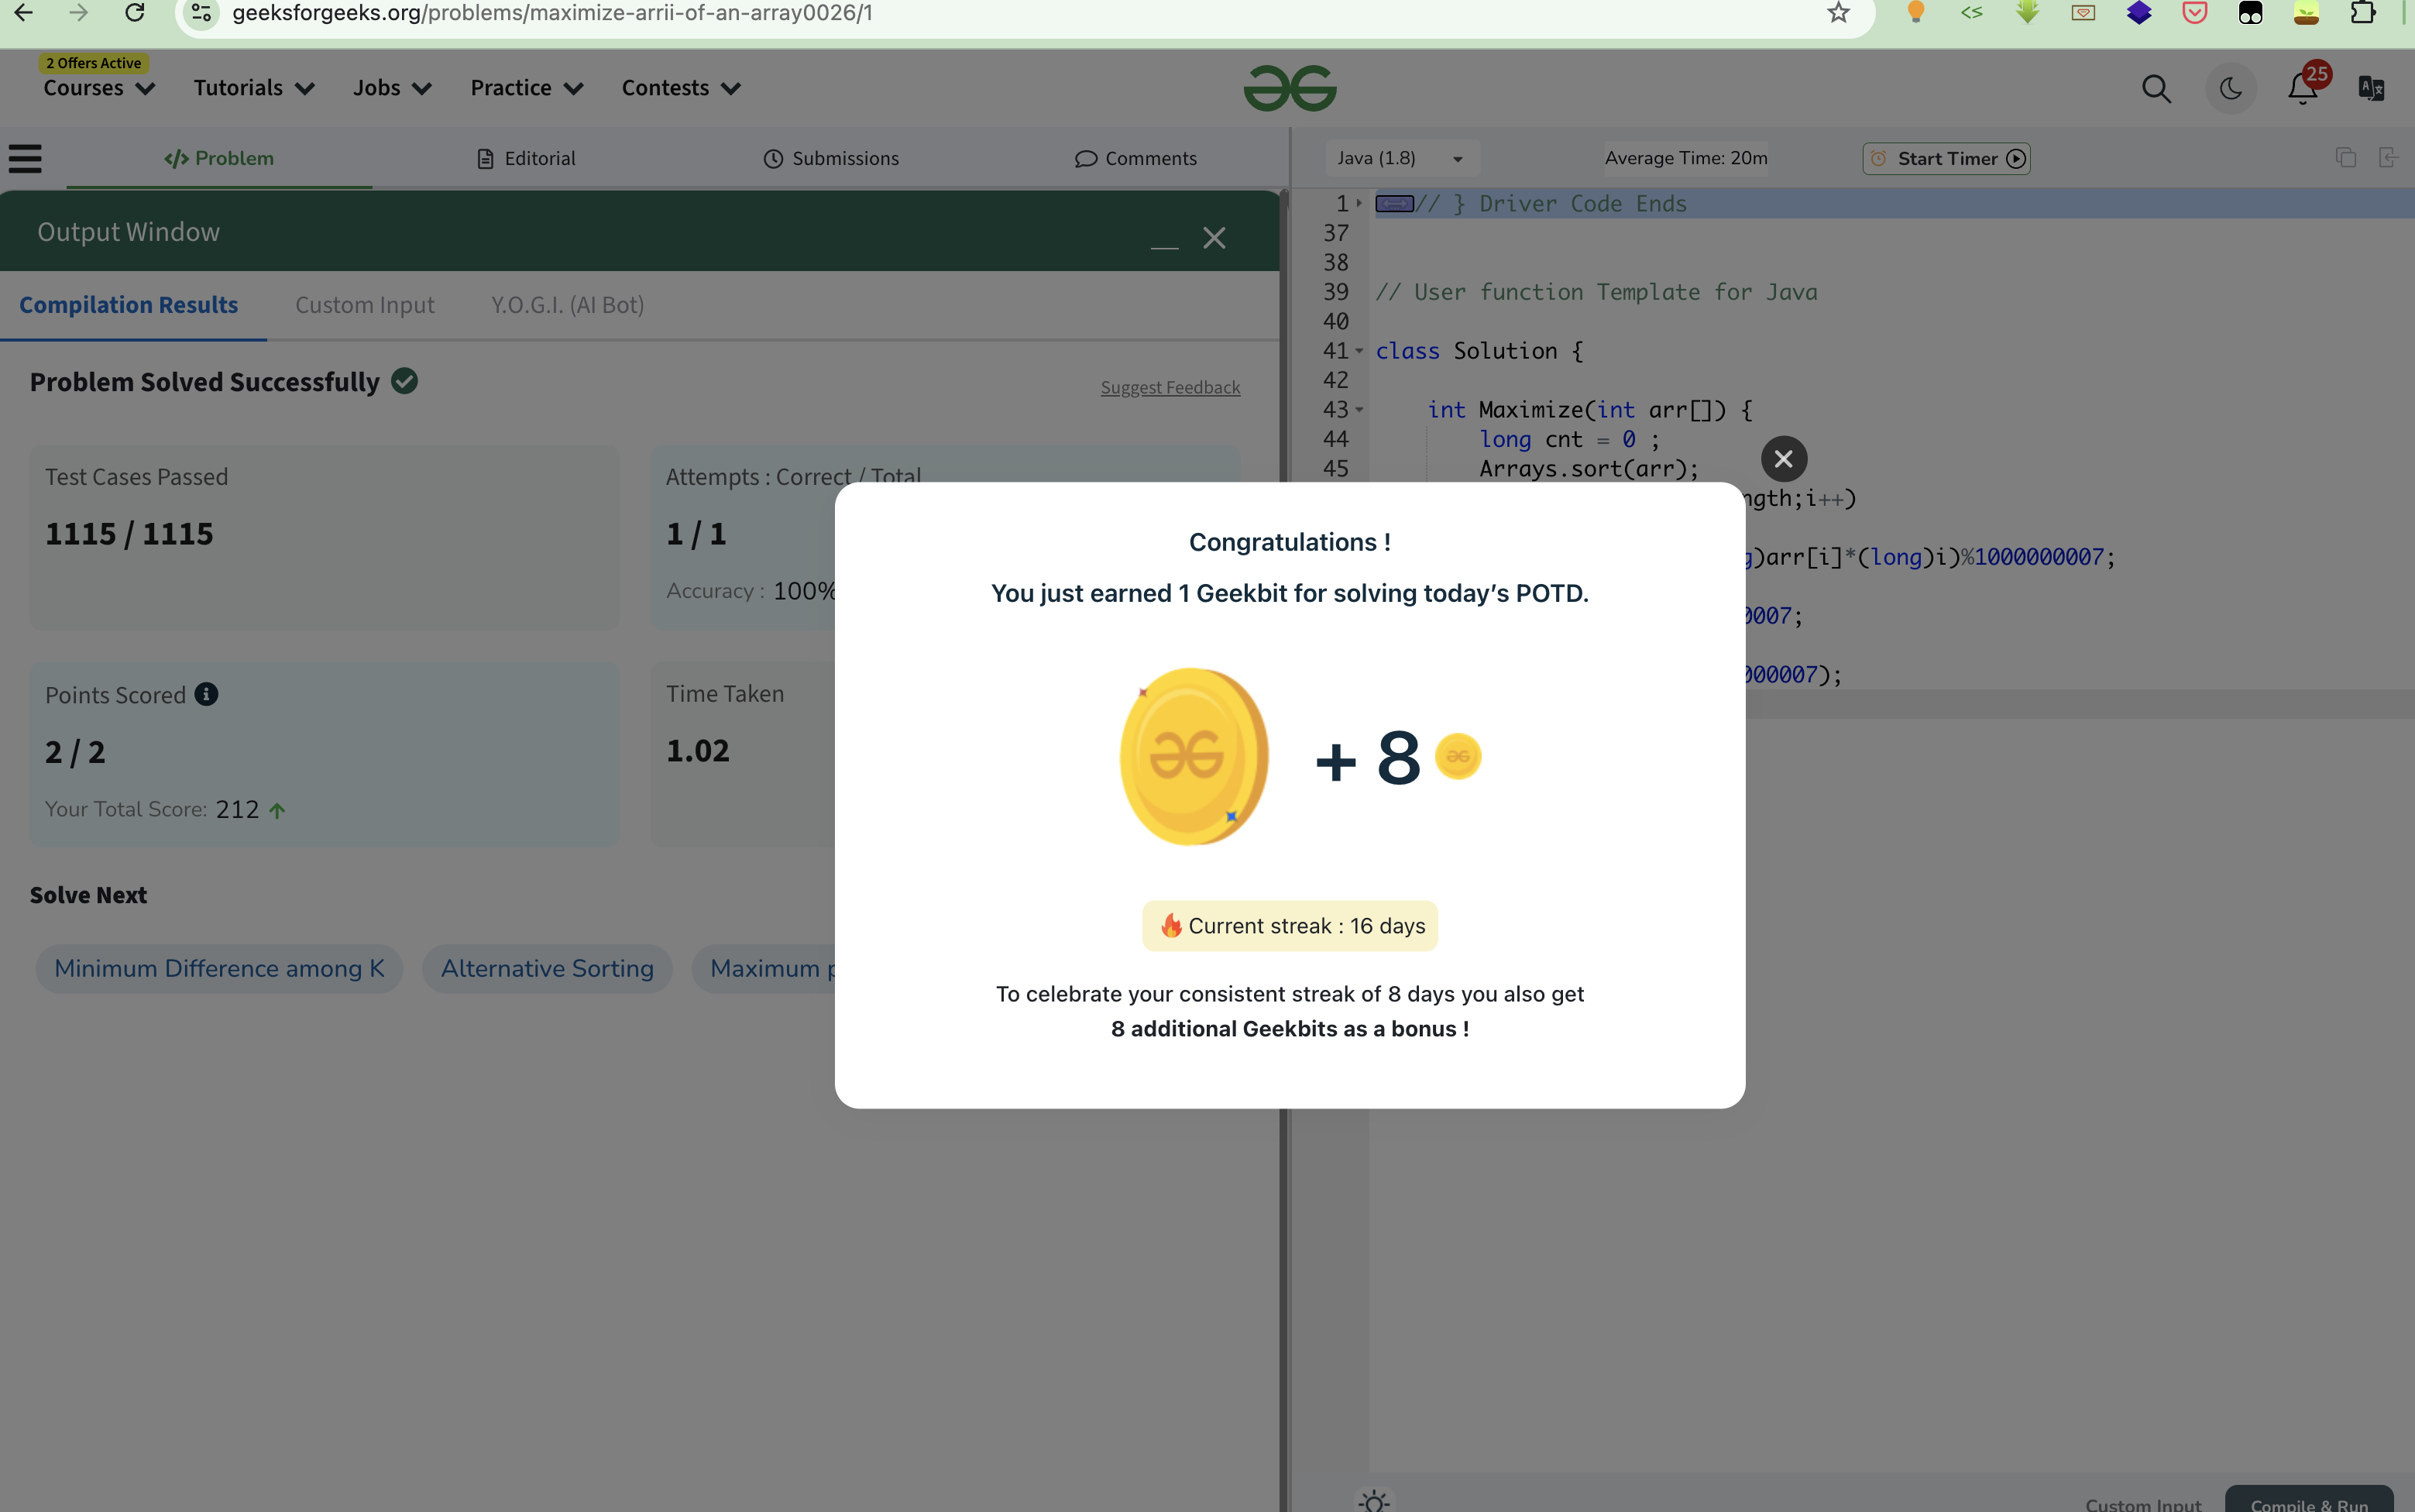 geeksforgeeks.org/problems/maximize-arrii-of-an-array0026/1
2 Offers Active
Courses Tutorials Jobs Practice Contests
25
Problem Editorial Submissions Comments
Java (1.8) Average Time: 20m Start Timer
Output Window
Compilation Results Custom Input Y.O.G.I. (AI Bot)
Problem Solved Successfully
Suggest Feedback
Test Cases Passed
1115 / 1115
Attempts : Correct / Total
1 / 1
Accuracy : 100%
Points Scored
2 / 2
Your Total Score: 212
Time Taken
1.02
Solve Next
Minimum Difference among K Alternative Sorting Maximum
1 // } Driver Code Ends
37
38
39 // User function Template for Java
40
41 class Solution {
42
43 int Maximize(int arr[]) {
44 long cnt = 0 ;
45 Arrays.sort(arr);
ngth;i++)
g)arr[i]*(long)i)%1000000007;
0007;
000007);
Congratulations !
You just earned 1 Geekbit for solving today’s POTD.
+ 8
Current streak : 16 days
To celebrate your consistent streak of 8 days you also get
8 additional Geekbits as a bonus !
Custom Input Compile & Run